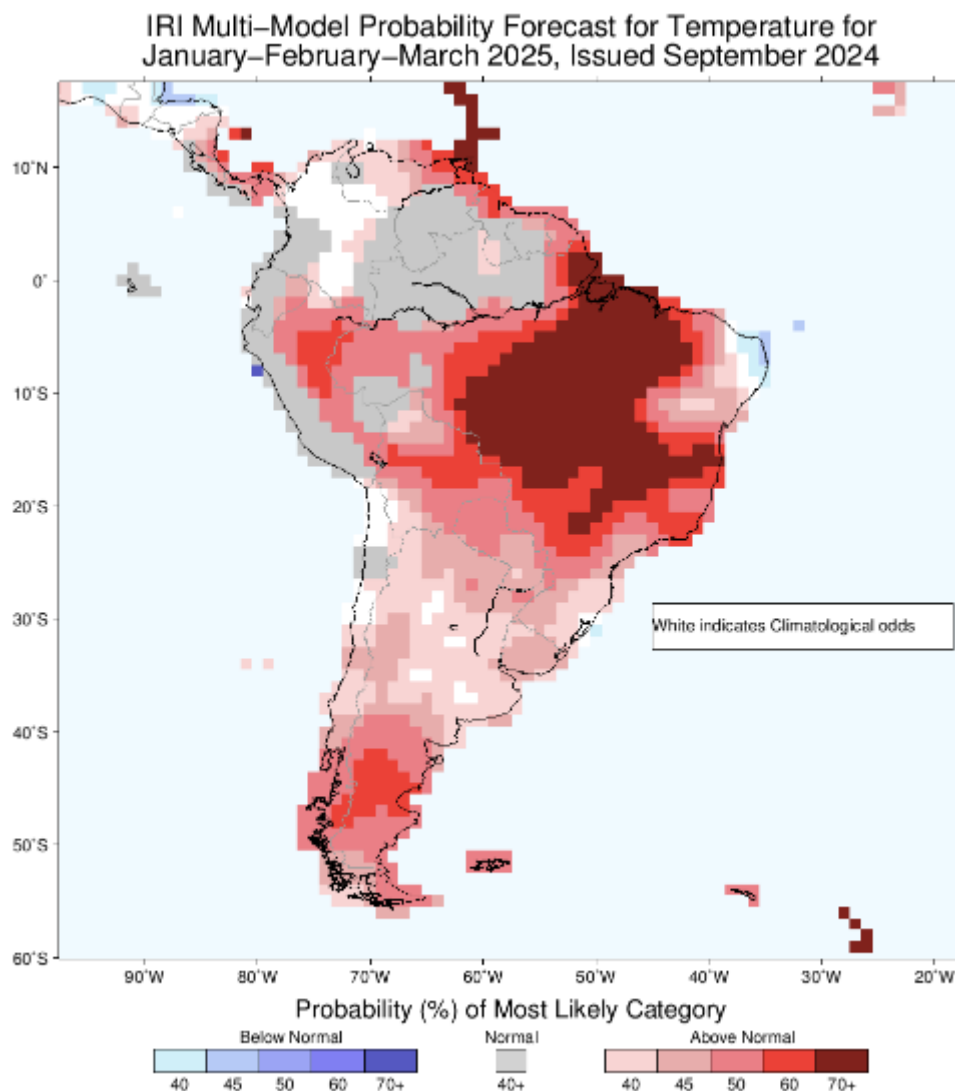 IRI Multi−Model Probability Forecast for Temperature for
January−February−March 2025, Issued September 2024
10˚N
0˚
10˚S
20˚S
30˚S
White indicates Climatological odds
40˚S
50˚S
60˚S
90˚W 80˚W 70˚W 60˚W 50˚W 40˚W 30˚W 20˚W
Probability (%) of Most Likely Category
Below Normal Normal Above Normal
40 45 50 60 70+ 40+ 40 45 50 60 70+